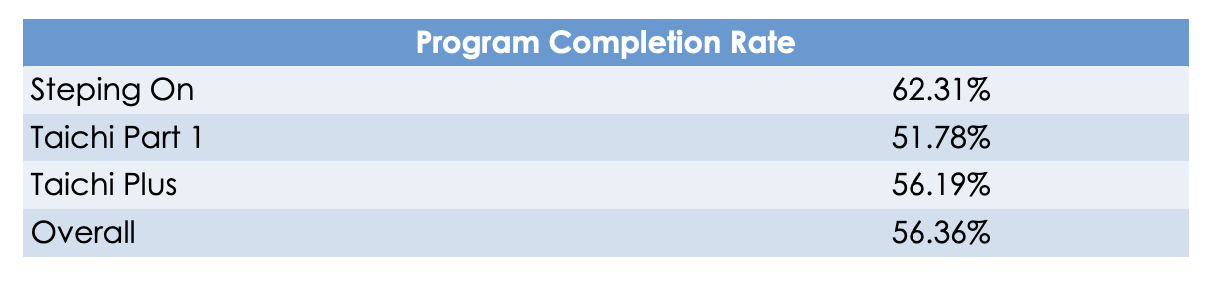 Program Completion Rate
Steping On 62.31%
Taichi Part 1 51.78%
Taichi Plus 56.19%
Overall 56.36%